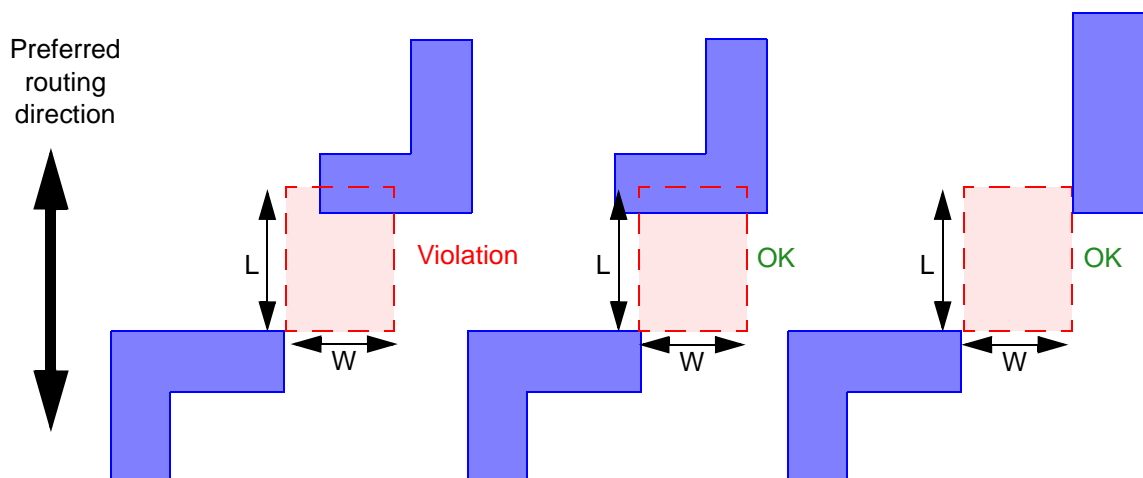 Preferred
routing
direction
L
Violation
W
L
OK
W
L
OK
W